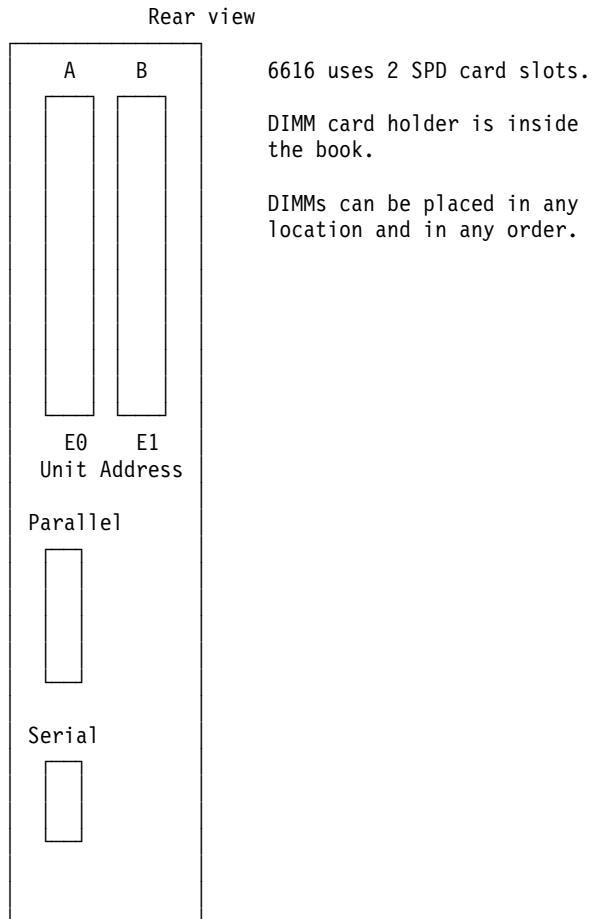 Rear view
A B
6616 uses 2 SPD card slots.
DIMM card holder is inside
the book.
DIMMs can be placed in any
location and in any order.
E0 E1
Unit Address
Parallel
Serial